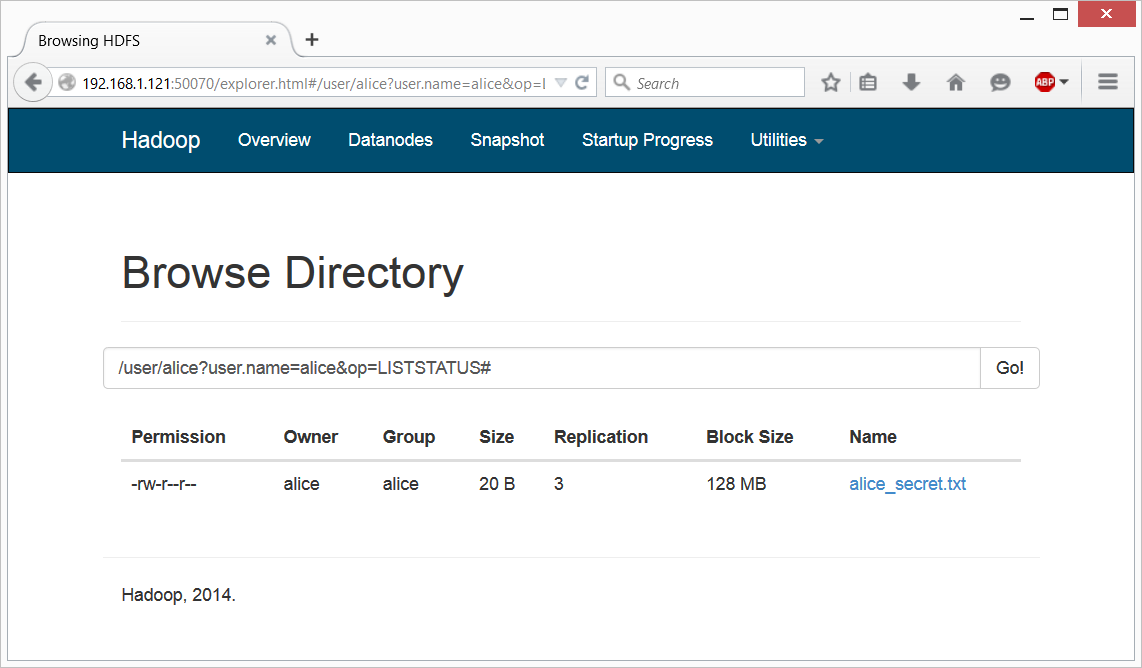 Browsing HDFS
192.168.1.121:50070/explorer.html#/user/alice?user.name=alice&op=L
Search
ABP
Hadoop Overview Datanodes Snapshot Startup Progress Utilities
Browse Directory
/user/alice?user.name=alice&op=LISTSTATUS# Go!
Permission Owner Group Size Replication Block Size Name
-rw-r--r-- alice alice 20 B 3 128 MB alice_secret.txt
Hadoop, 2014.